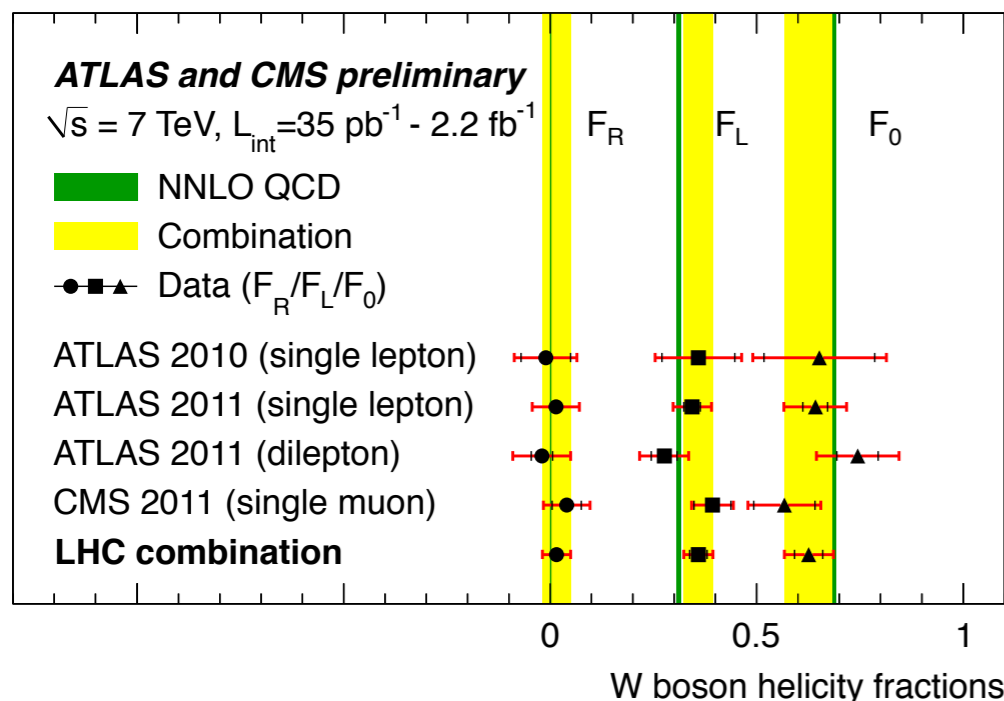 ATLAS and CMS preliminary
√s = 7 TeV, L_int=35 pb⁻¹ - 2.2 fb⁻¹
F_R F_L F_0
NNLO QCD
Combination
Data (F_R/F_L/F_0)
ATLAS 2010 (single lepton)
ATLAS 2011 (single lepton)
ATLAS 2011 (dilepton)
CMS 2011 (single muon)
LHC combination
0 0.5 1
W boson helicity fractions